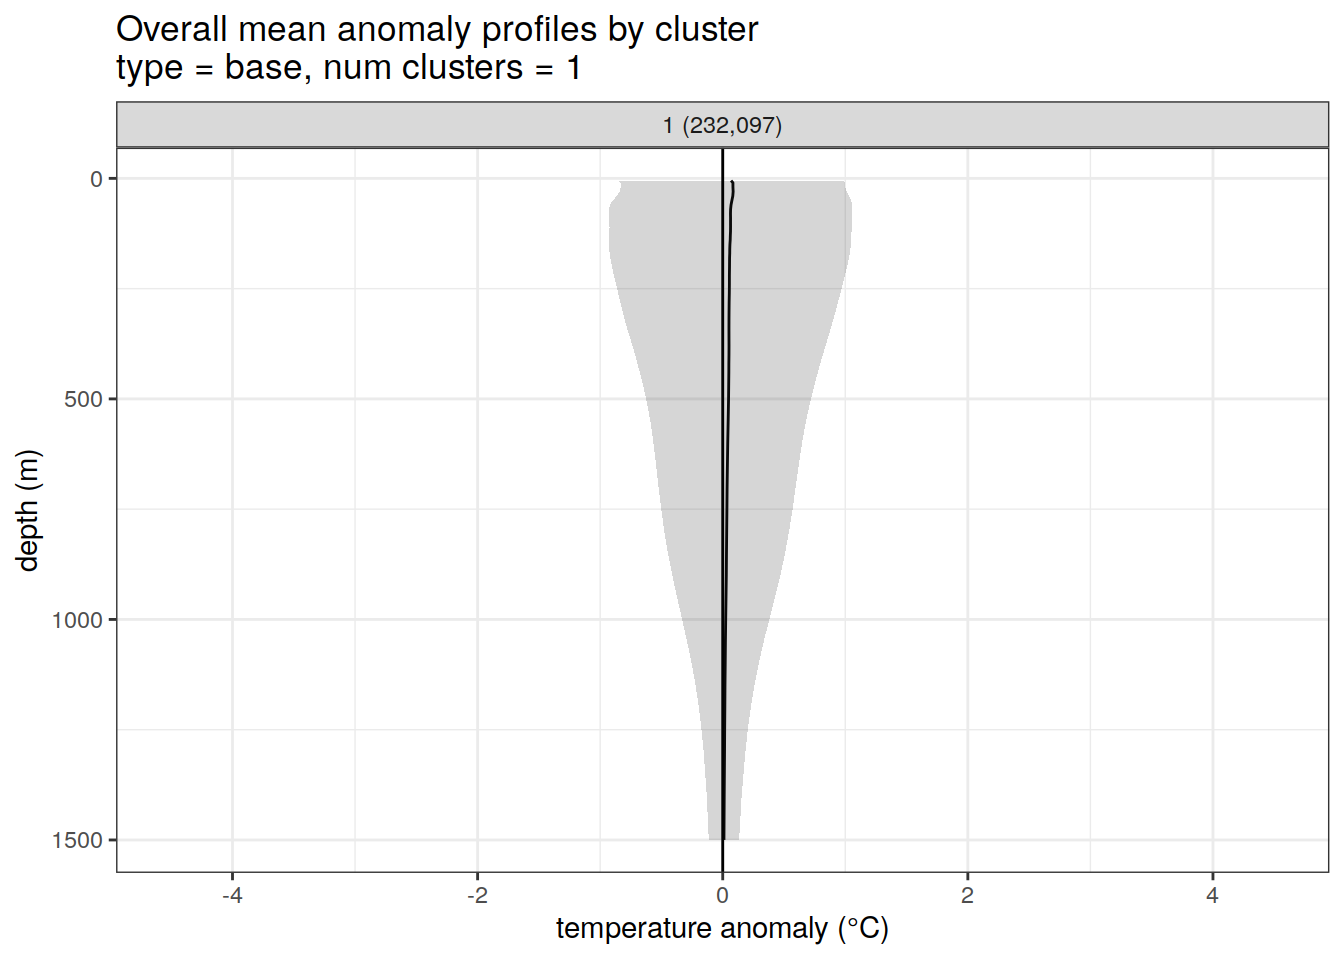 Overall mean anomaly profiles by cluster
type = base, num clusters = 1
1 (232,097)
0
500
1000
1500
depth (m)
-4
-2
0
2
4
temperature anomaly (°C)